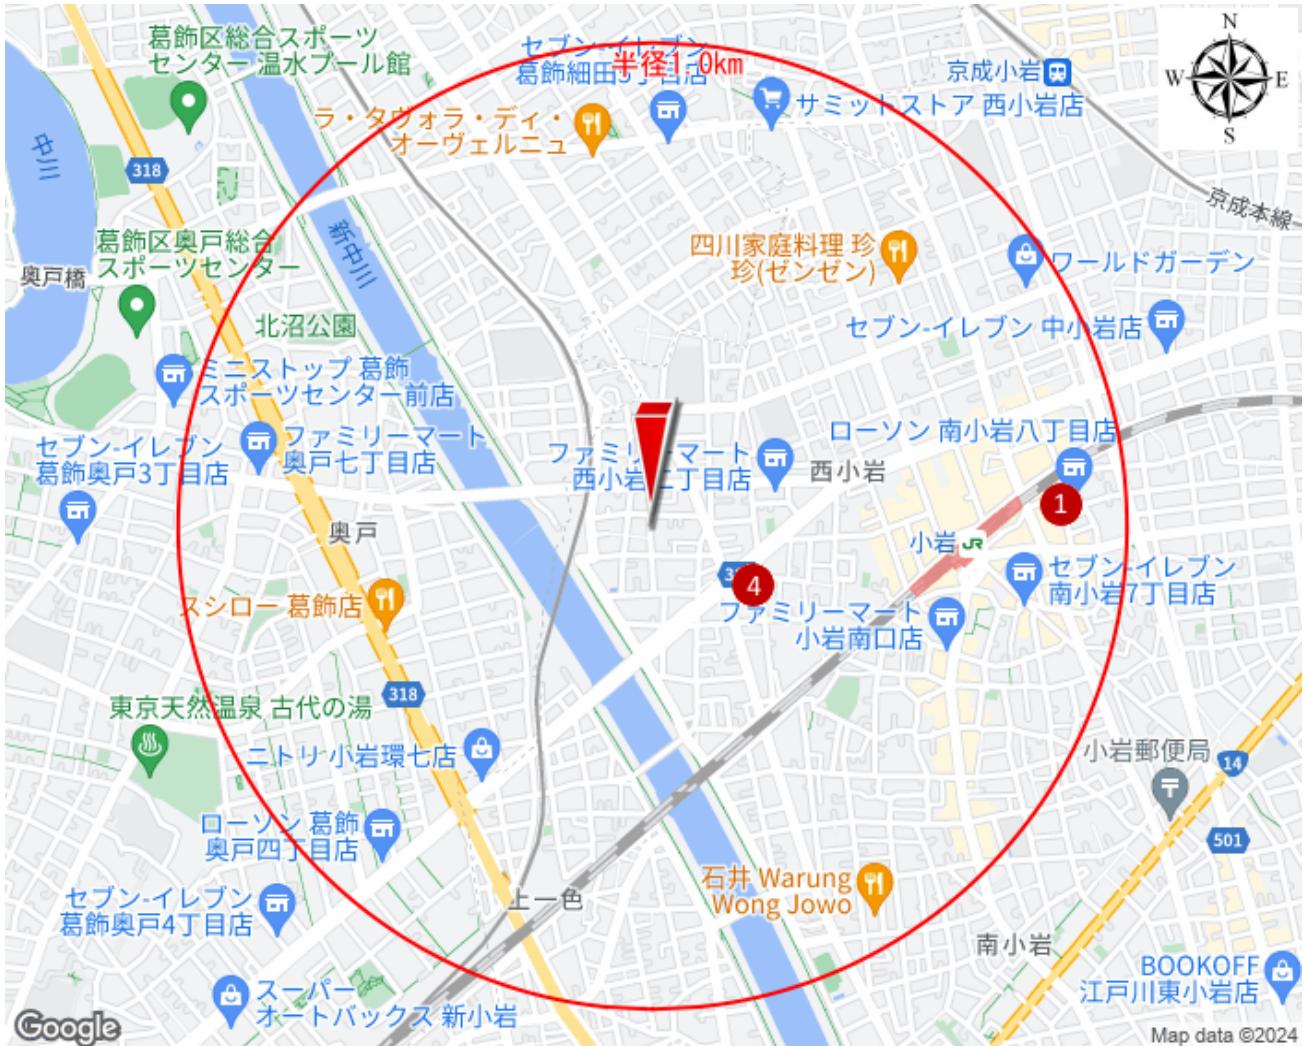 葛飾区総合スポーツ
センター 温水プール館
セブン-イレブン
葛飾細田5丁目店
半径1.0km
京成小岩
N
W
E
S
サミットストア 西小岩店
ラ・タヴォラ・ディ・
オーヴェルニュ
中川
318
京成本線
新中川
葛飾区奥戸総合
スポーツセンター
奥戸橋
四川家庭料理 珍
珍(ゼンゼン)
ワールドガーデン
北沼公園
セブン-イレブン 中小岩店
ミニストップ 葛飾
スポーツセンター前店
セブン-イレブン
葛飾奥戸3丁目店
ファミリーマート
奥戸七丁目店
ファミリーマート
西小岩二丁目店
ローソン 南小岩八丁目店
西小岩
1
奥戸
小岩
JR
4
セブン-イレブン
南小岩7丁目店
スシロー 葛飾店
ファミリーマート
小岩南口店
318
東京天然温泉 古代の湯
ニトリ 小岩環七店
小岩郵便局
14
ローソン 葛飾
奥戸四丁目店
501
セブン-イレブン
葛飾奥戸4丁目店
上一色
石井 Warung
Wong Jowo
南小岩
BOOKOFF
江戸川東小岩店
スーパー
オートバックス 新小岩
Google
Map data ©2024